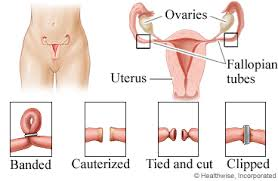 Ovaries
Fallopian
tubes
Uterus
Banded
Cauterized
Tied and cut
Clipped
© Healthwise, Incorporated